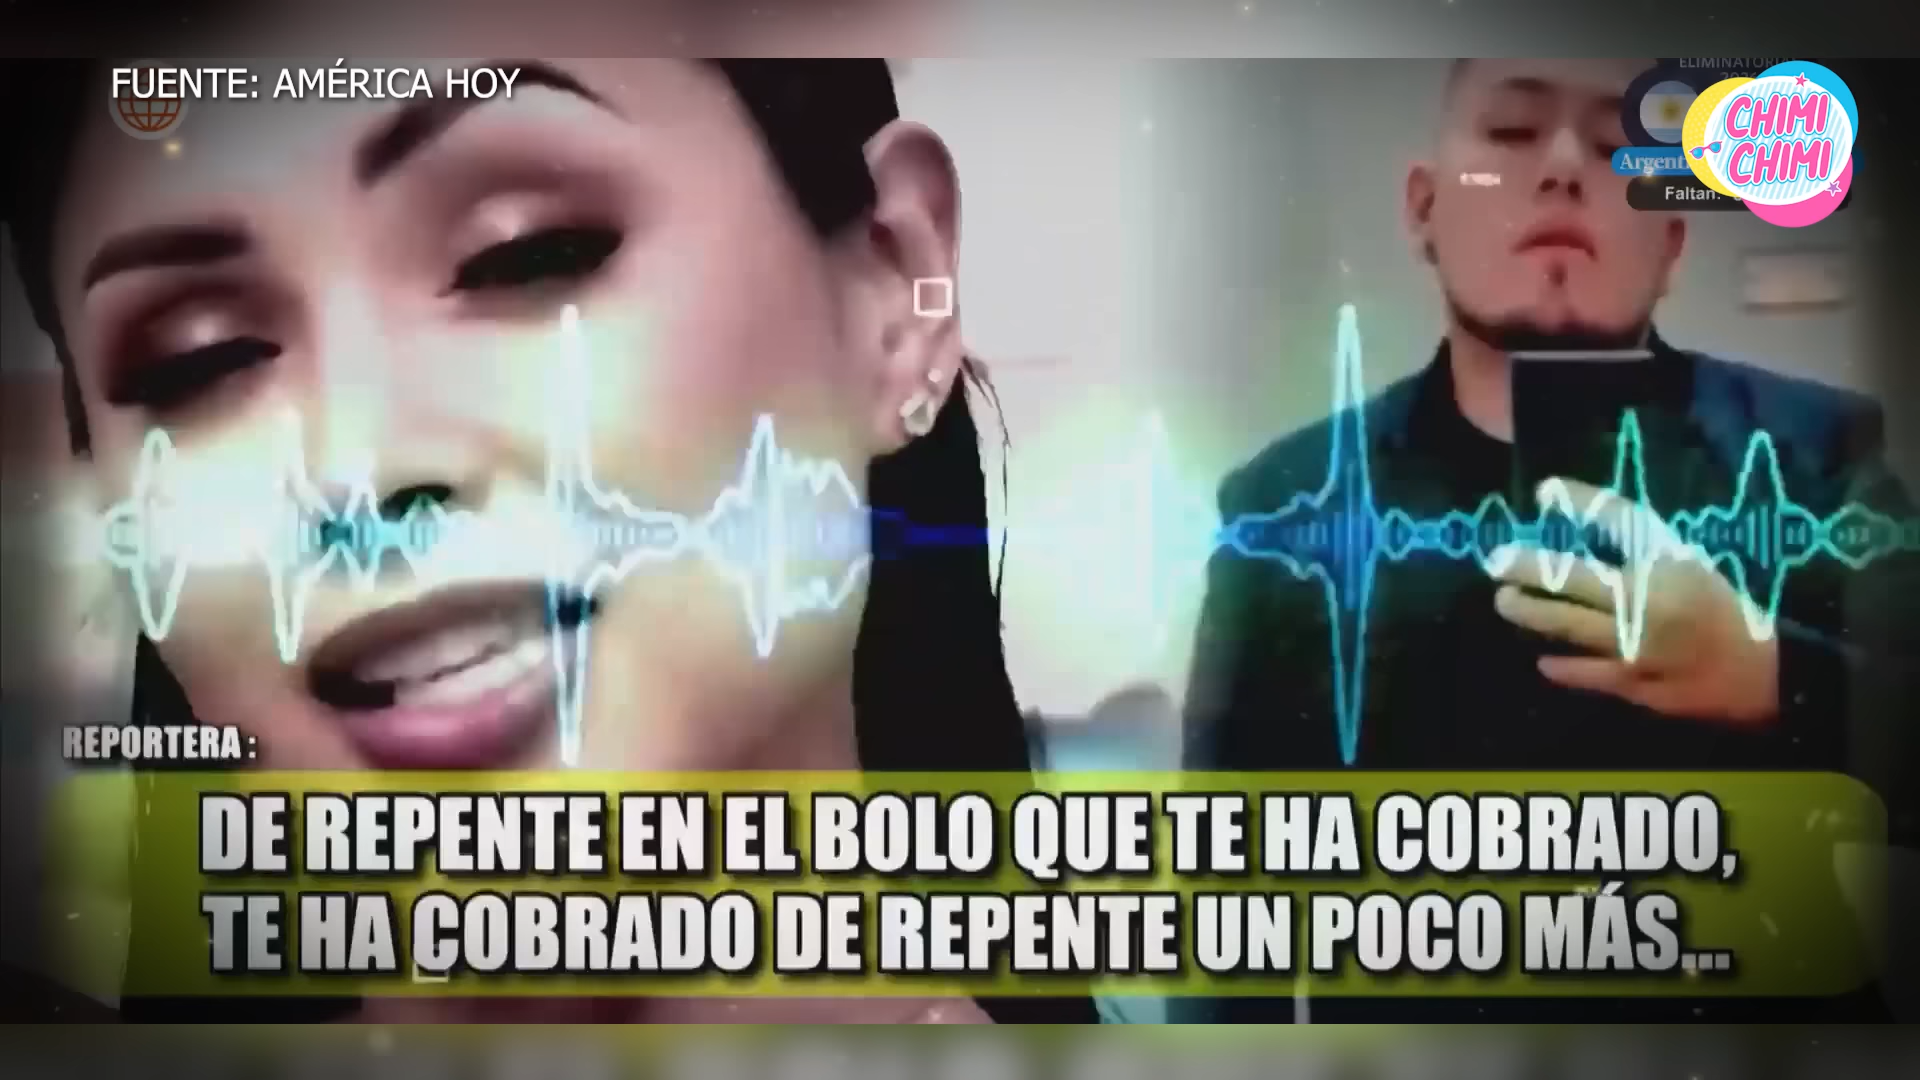 FUENTE: AMÉRICA HOY
ELIMINATORIAS
CHIMI
CHIMI
Faltan:
REPORTERA:
DE REPENTE EN EL BOLO QUE TE HA COBRADO,
TE HA COBRADO DE REPENTE UN POCO MÁS...